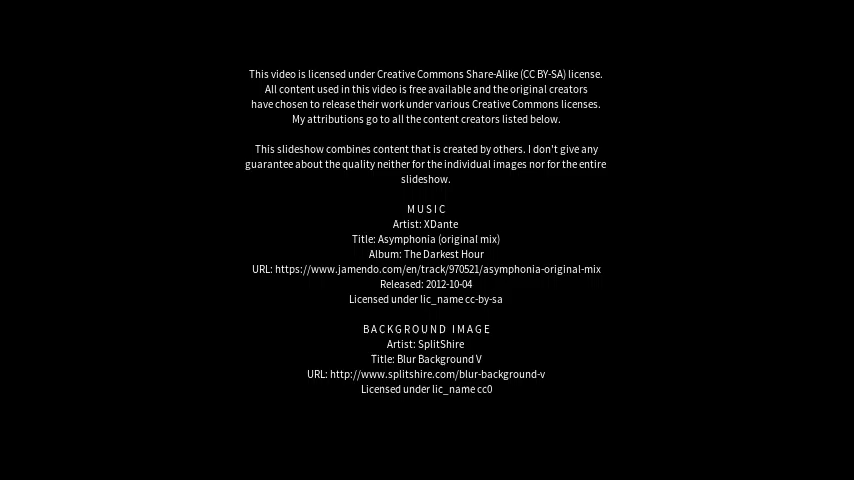 This video is licensed under Creative Commons Share-Alike (CC BY-SA) license.
All content used in this video is free available and the original creators
have chosen to release their work under various Creative Commons licenses.
My attributions go to all the content creators listed below.
This slideshow combines content that is created by others. I don't give any
guarantee about the quality neither for the individual images nor for the entire
slideshow.
MUSIC
Artist: XDante
Title: Asymphonia (original mix)
Album: The Darkest Hour
URL: https://www.jamendo.com/en/track/970521/asymphonia-original-mix
Released: 2012-10-04
Licensed under lic_name cc-by-sa
BACKGROUND IMAGE
Artist: SplitShire
Title: Blur Background V
URL: http://www.splitshire.com/blur-background-v
Licensed under lic_name cc0